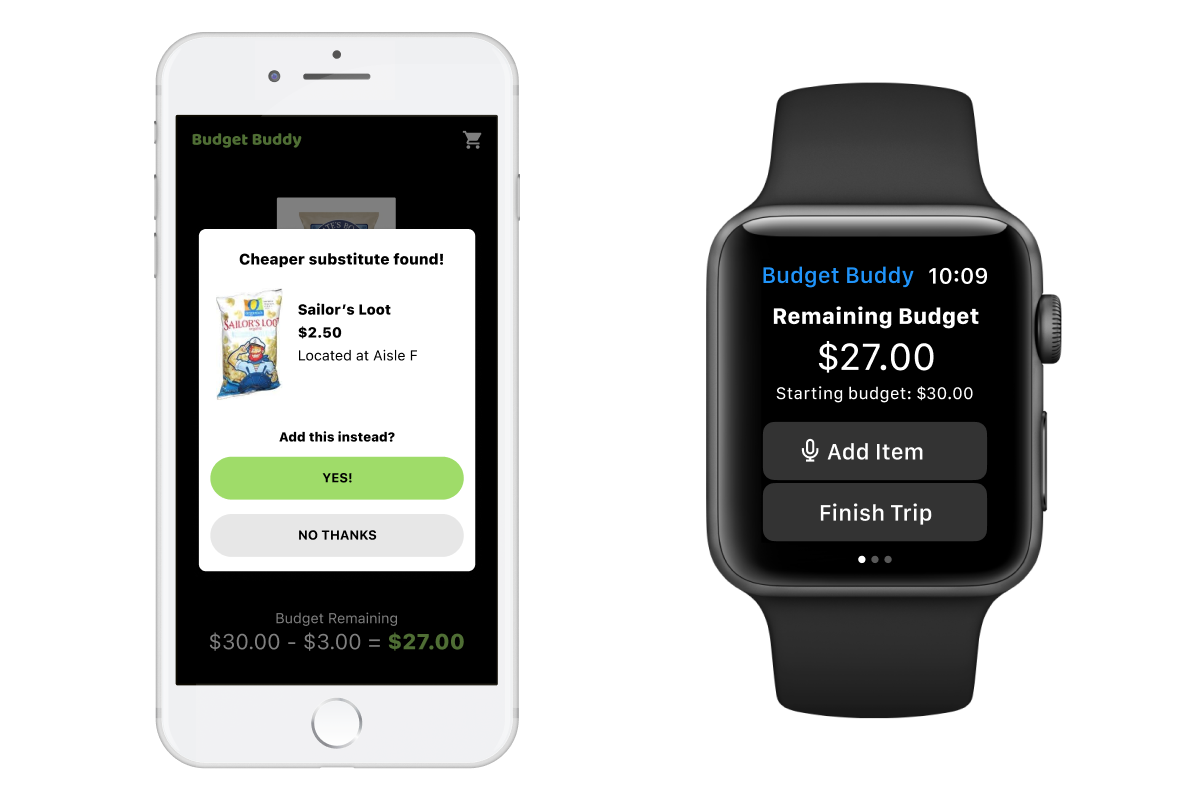 Budget Buddy
Cheaper substitute found!
SAILOR'S LOOT
Sailor's Loot
$2.50
Located at Aisle F
Add this instead?
YES!
NO THANKS
Budget Remaining
$30.00 - $3.00 = $27.00
Budget Buddy 10:09
Remaining Budget
$27.00
Starting budget: $30.00
Add Item
Finish Trip